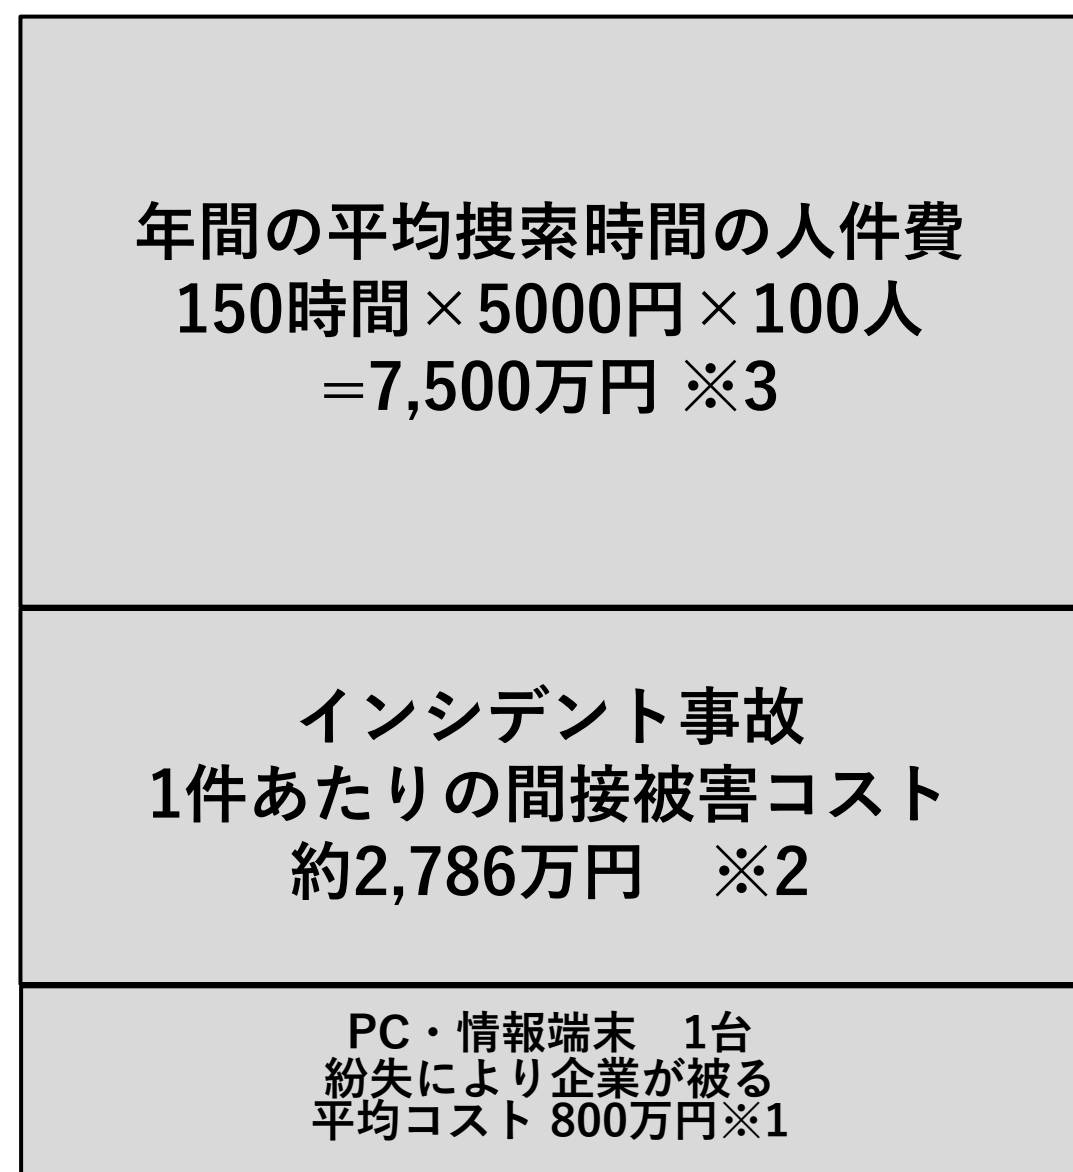 年間の平均捜索時間の人件費
150時間×5000円×100人
=7,500万円 ※3
インシデント事故
1件あたりの間接被害コスト
約2,786万円　※2
PC・情報端末　1台
紛失により企業が被る
平均コスト 800万円※1